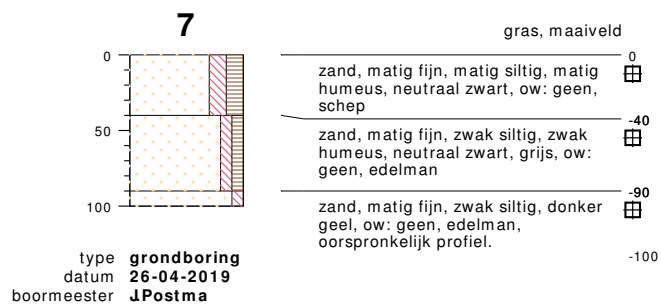 7
gras, maaiveld
0
50
100
0
zand, matig fijn, matig siltig, matig
humeus, neutraal zwart, ow: geen,
schep
-40
zand, matig fijn, zwak siltig, zwak
humeus, neutraal zwart, grijs, ow:
geen, edelman
-90
zand, matig fijn, zwak siltig, donker
geel, ow: geen, edelman,
oorspronkelijk profiel.
-100
type grondboring
datum 26-04-2019
boormeester J.Postma